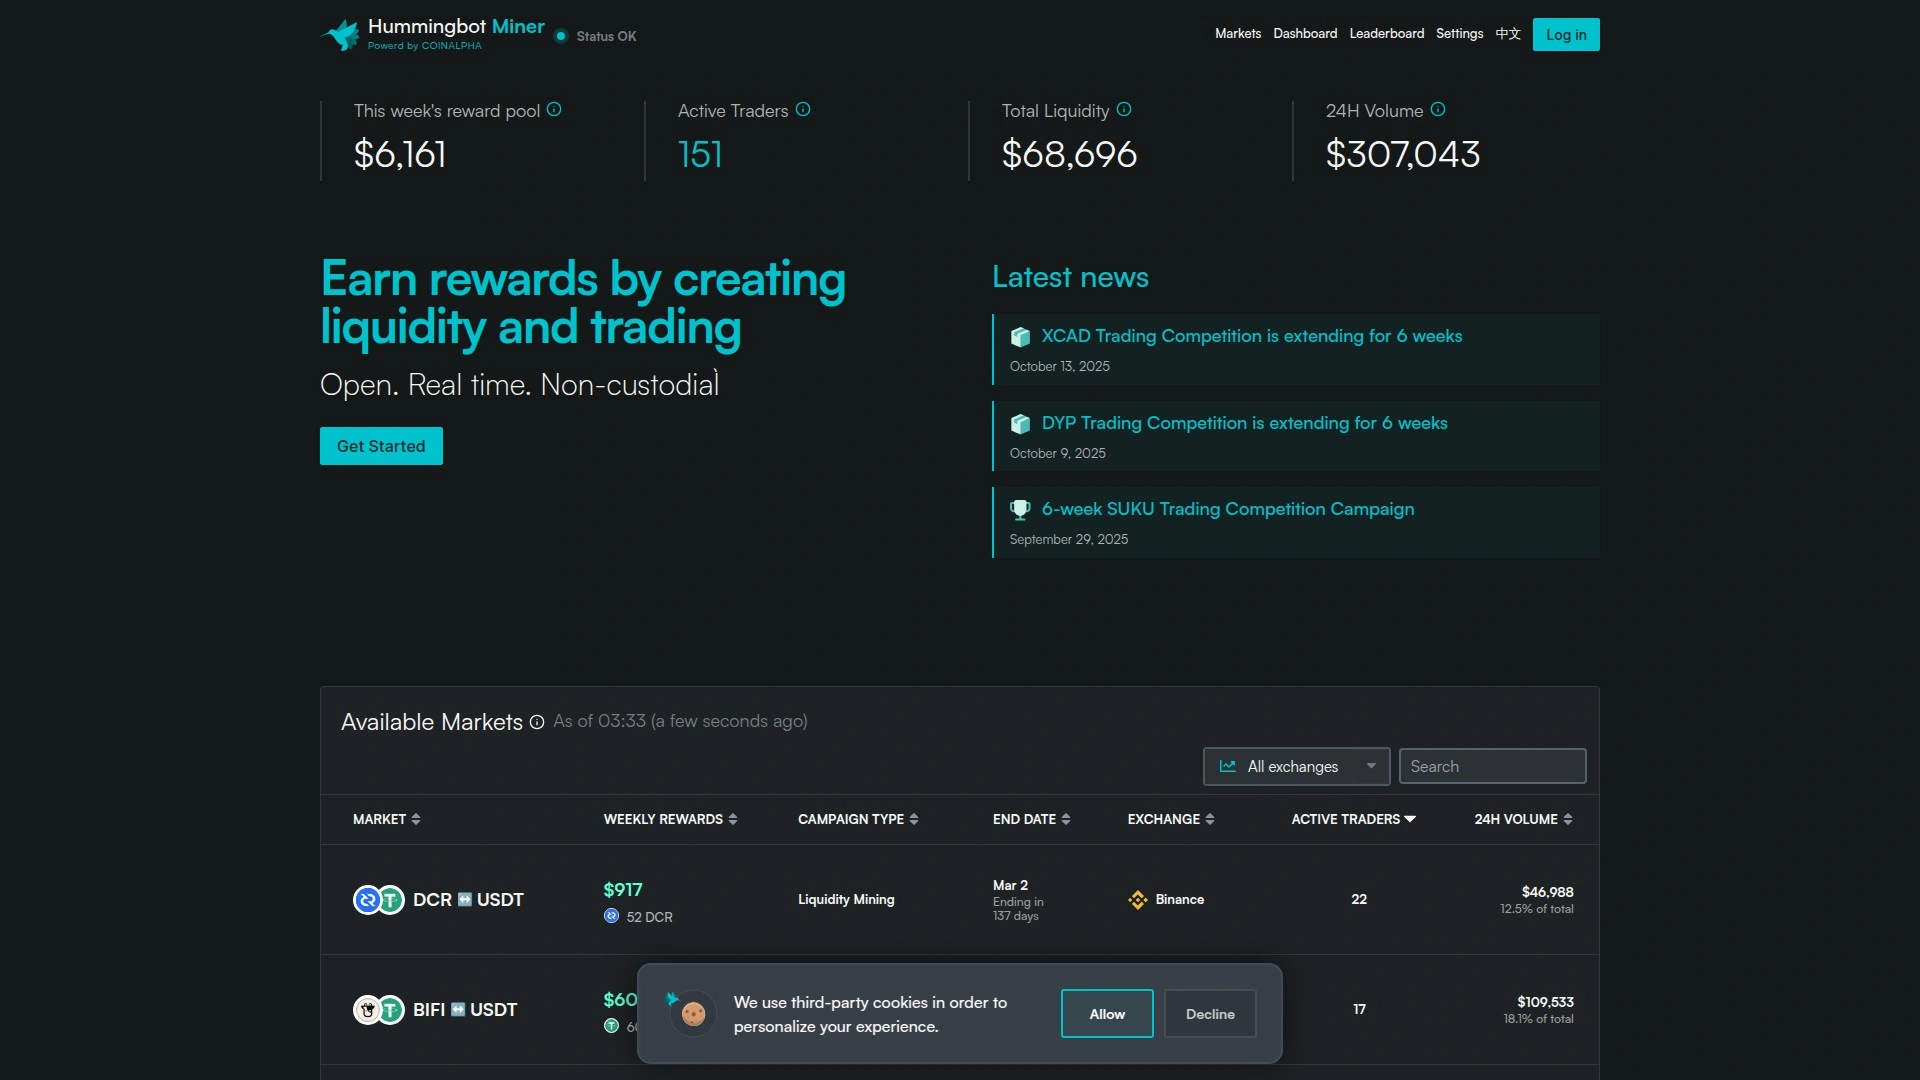 Hummingbot Miner
Powerd by COINALPHA
Status OK
Markets Dashboard Leaderboard Settings 中文 Log in
This week's reward pool
$6,161
Active Traders
151
Total Liquidity
$68,696
24H Volume
$307,043
Earn rewards by creating
liquidity and trading
Open. Real time. Non-custodial
Get Started
Latest news
XCAD Trading Competition is extending for 6 weeks
October 13, 2025
DYP Trading Competition is extending for 6 weeks
October 9, 2025
6-week SUKU Trading Competition Campaign
September 29, 2025
Available Markets As of 03:33 (a few seconds ago)
All exchanges Search
MARKET WEEKLY REWARDS CAMPAIGN TYPE END DATE EXCHANGE ACTIVE TRADERS 24H VOLUME
DCR ↔ USDT
$917
52 DCR
Liquidity Mining
Mar 2
Ending in
137 days
Binance
22
$46,988
12.5% of total
BIFI ↔ USDT
$60
17
$109,533
18.1% of total
We use third-party cookies in order to
personalize your experience.
Allow Decline